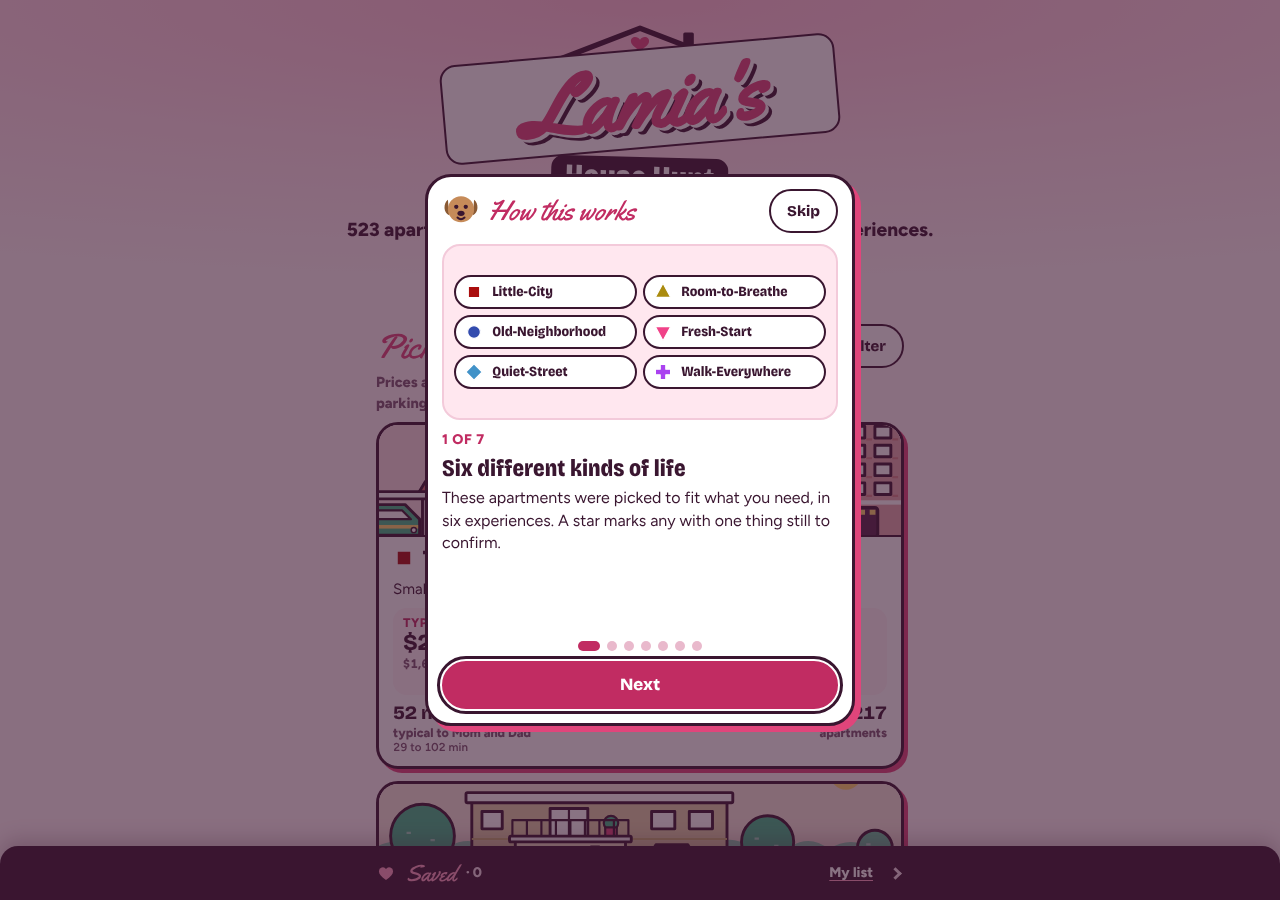 Lamia's
House Hunt
How this works
Skip
523 apar
eriences.
Little-City
Room-to-Breathe
Old-Neighborhood
Fresh-Start
Quiet-Street
Walk-Everywhere
Pick
lter
Prices a
parking
1 OF 7
Six different kinds of life
These apartments were picked to fit what you need, in
six experiences. A star marks any with one thing still to
confirm.
Smal
TYP
$2
$1,6
Next
52 m
217
typical to Mom and Dad
apartments
29 to 102 min
Saved · 0
My list